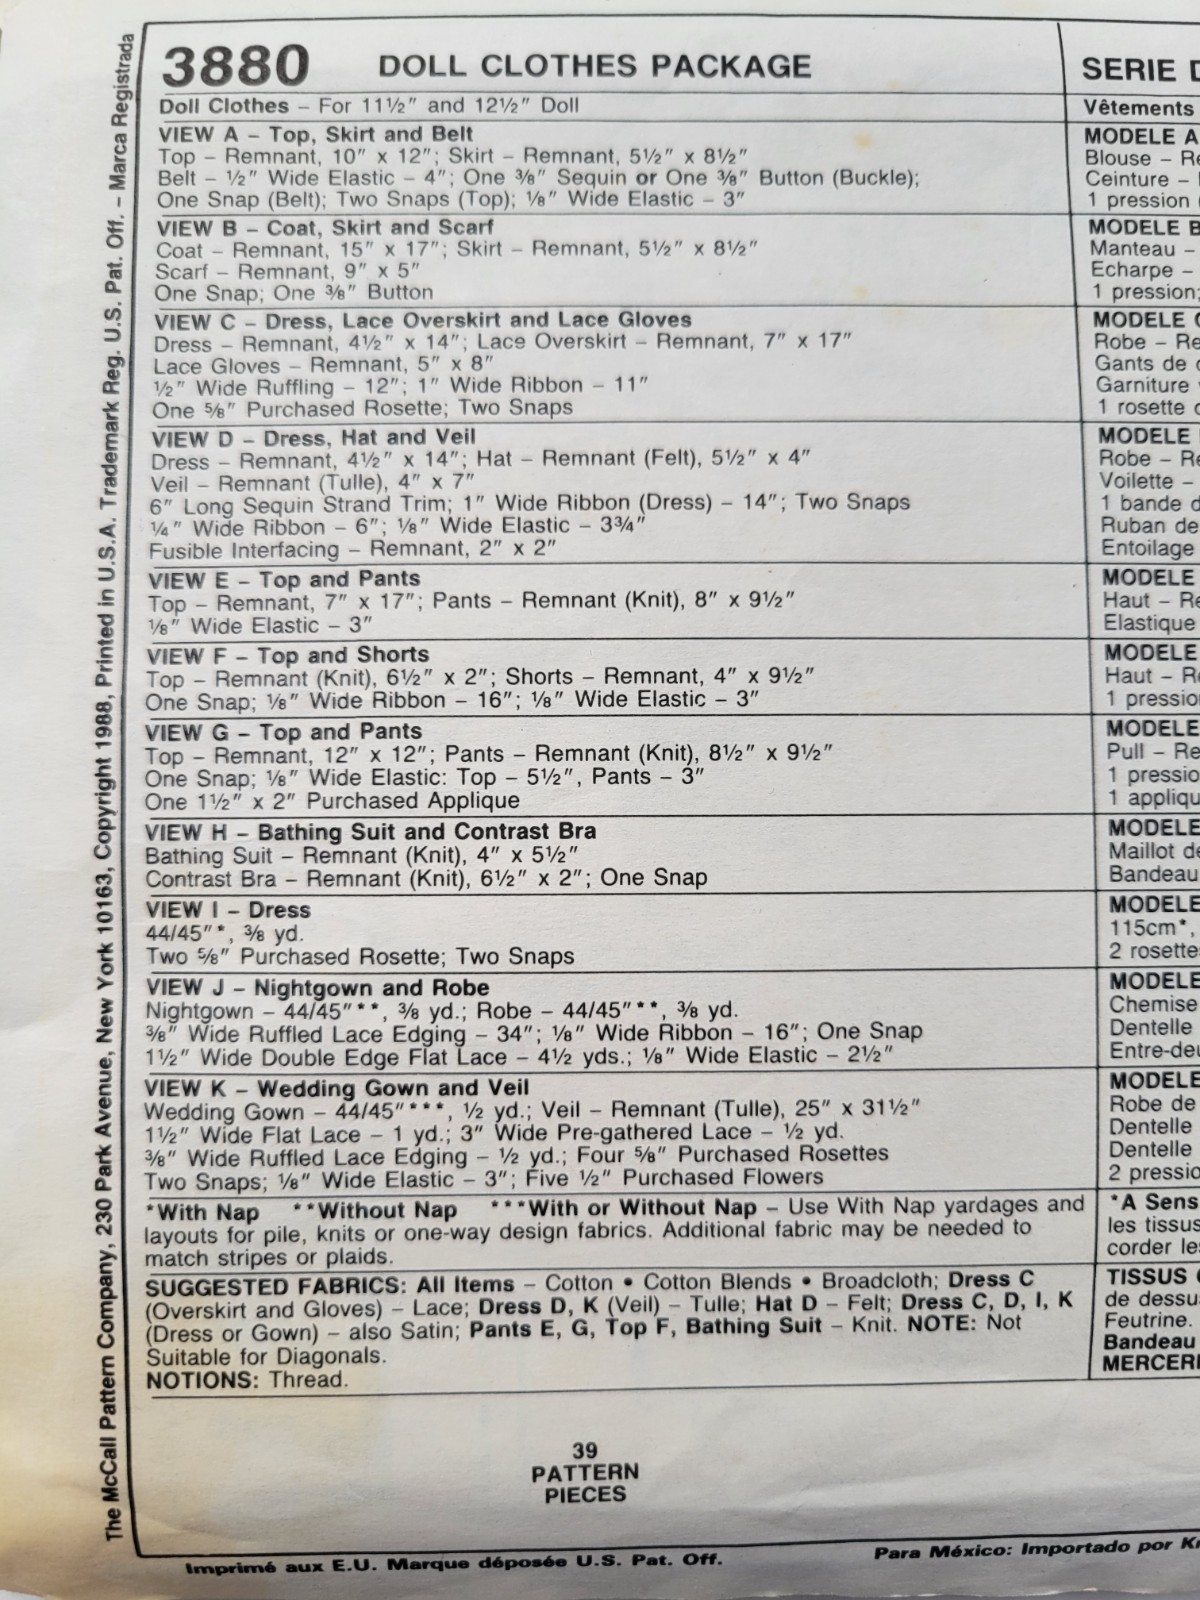 The McCall Pattern Company, 230 Park Avenue, New York 10163, Copyright 1988, Printed in U.S.A. Trademark Reg. U.S. Pat. Off. – Marca Registrada
3880 DOLL CLOTHES PACKAGE
Doll Clothes – For 11½" and 12½" Doll
VIEW A – Top, Skirt and Belt
Top – Remnant, 10" x 12"; Skirt – Remnant, 5½" x 8½"
Belt – ½" Wide Elastic – 4"; One ⅜" Sequin or One ⅜" Button (Buckle);
One Snap (Belt); Two Snaps (Top); ⅛" Wide Elastic – 3"
VIEW B – Coat, Skirt and Scarf
Coat – Remnant, 15" x 17"; Skirt – Remnant, 5½" x 8½"
Scarf – Remnant, 9" x 5"
One Snap; One ⅜" Button
VIEW C – Dress, Lace Overskirt and Lace Gloves
Dress – Remnant, 4½" x 14"; Lace Overskirt – Remnant, 7" x 17"
Lace Gloves – Remnant, 5" x 8"
½" Wide Ruffling – 12"; 1" Wide Ribbon – 11"
One ⅝" Purchased Rosette; Two Snaps
VIEW D – Dress, Hat and Veil
Dress – Remnant, 4½" x 14"; Hat – Remnant (Felt), 5½" x 4"
Veil – Remnant (Tulle), 4" x 7"
6" Long Sequin Strand Trim; 1" Wide Ribbon (Dress) – 14"; Two Snaps
¼" Wide Ribbon – 6"; ⅛" Wide Elastic – 3¾"
Fusible Interfacing – Remnant, 2" x 2"
VIEW E – Top and Pants
Top – Remnant, 7" x 17"; Pants – Remnant (Knit), 8" x 9½"
⅛" Wide Elastic – 3"
VIEW F – Top and Shorts
Top – Remnant (Knit), 6½" x 2"; Shorts – Remnant, 4" x 9½"
One Snap; ⅛" Wide Ribbon – 16"; ⅛" Wide Elastic – 3"
VIEW G – Top and Pants
Top – Remnant, 12" x 12"; Pants – Remnant (Knit), 8½" x 9½"
One Snap; ⅛" Wide Elastic: Top – 5½", Pants – 3"
One 1½" x 2" Purchased Applique
VIEW H – Bathing Suit and Contrast Bra
Bathing Suit – Remnant (Knit), 4" x 5½"
Contrast Bra – Remnant (Knit), 6½" x 2"; One Snap
VIEW I – Dress
44/45"*, ⅜ yd.
Two ⅝" Purchased Rosette; Two Snaps
VIEW J – Nightgown and Robe
Nightgown – 44/45"**, ⅜ yd.; Robe – 44/45"**, ⅜ yd.
⅜" Wide Ruffled Lace Edging – 34"; ⅛" Wide Ribbon – 16"; One Snap
1½" Wide Double Edge Flat Lace – 4½ yds.; ⅛" Wide Elastic – 2½"
VIEW K – Wedding Gown and Veil
Wedding Gown – 44/45"***, ½ yd.; Veil – Remnant (Tulle), 25" x 31½"
1½" Wide Flat Lace – 1 yd.; 3" Wide Pre-gathered Lace – ½ yd.
⅜" Wide Ruffled Lace Edging – ½ yd.; Four ⅝" Purchased Rosettes
Two Snaps; ⅛" Wide Elastic – 3"; Five ½" Purchased Flowers
*With Nap **Without Nap ***With or Without Nap – Use With Nap yardages and
layouts for pile, knits or one-way design fabrics. Additional fabric may be needed to
match stripes or plaids.
SUGGESTED FABRICS: All Items – Cotton • Cotton Blends • Broadcloth; Dress C
(Overskirt and Gloves) – Lace; Dress D, K (Veil) – Tulle; Hat D – Felt; Dress C, D, I, K
(Dress or Gown) – also Satin; Pants E, G, Top F, Bathing Suit – Knit. NOTE: Not
Suitable for Diagonals.
NOTIONS: Thread.
39
PATTERN
PIECES
SERIE
Vêtements
MODELE A
Blouse –
Ceinture –
1 pression
MODELE B
Manteau –
Echarpe –
1 pression;
MODELE
Robe –
Gants de
Garniture
1 rosette
MODELE
Robe –
Voilette –
1 bande
Ruban de
Entoilage
MODELE
Haut –
Elastique
MODELE
Haut –
1
MODELE
Pull –
1
1
MODELE
Maillot
Bandeau
MODELE
115cm*,
2
MODELE
Chemise
Dentelle
MODELE
Robe de
Dentelle
Dentelle
2
*A Sens
les tissus
corder
TISSUS
de
Feutrine.
Bandeau
Imprimé aux E.U. Marque déposée U.S. Pat. Off.
Para México: Importado por